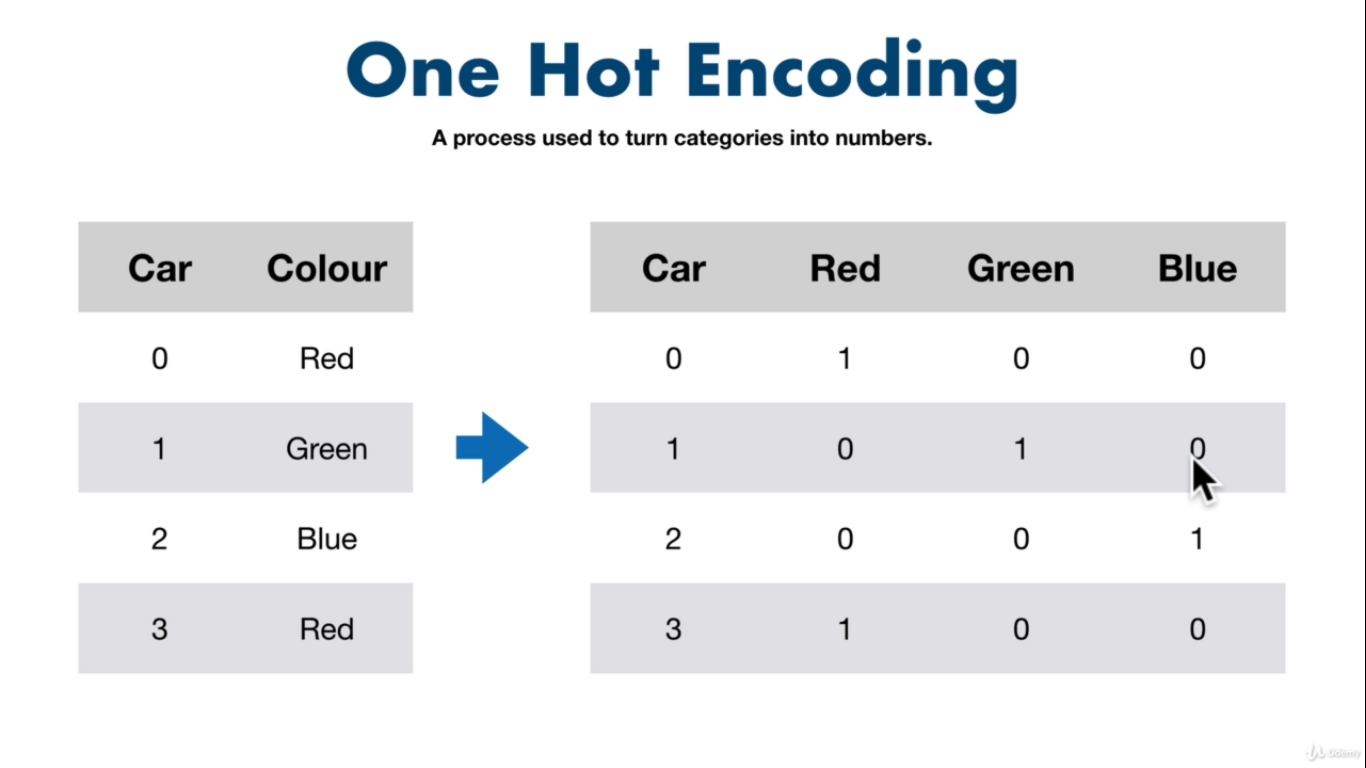 One Hot Encoding
A process used to turn categories into numbers.
Car Colour
0 Red
1 Green
2 Blue
3 Red
Car Red Green Blue
0 1 0 0
1 0 1 0
2 0 0 1
3 1 0 0
Udemy